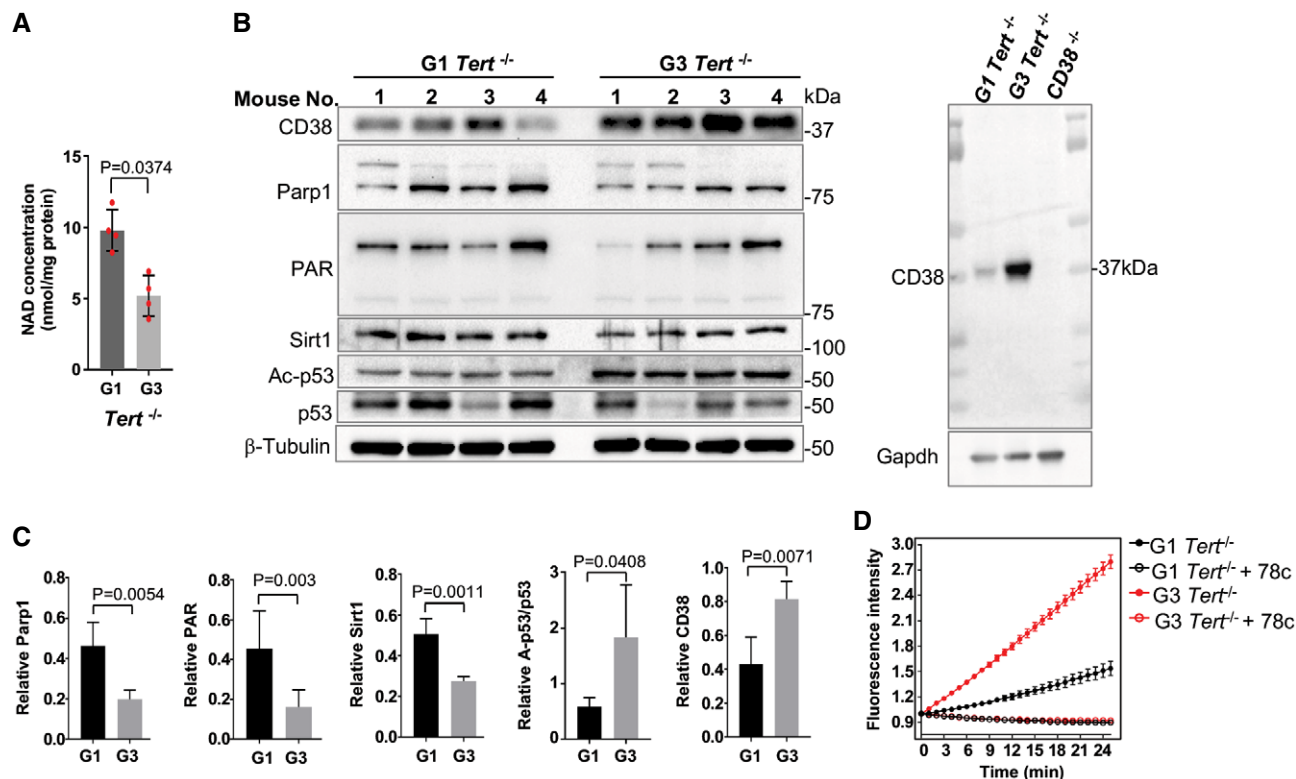 A
NAD concentration
(nmol/mg protein)
15
10
5
0
P=0.0374
G1 G3
Tert -/-
B
G1 Tert -/- G3 Tert -/-
Mouse No. 1 2 3 4 1 2 3 4 kDa
CD38 -37
Parp1 -75
PAR -75
Sirt1 -100
Ac-p53 -50
p53 -50
β-Tubulin -50
G1 Tert -/-
G3 Tert -/-
CD38 -/-
CD38 -37kDa
Gapdh
C
Relative Parp1
0.8
0.6
0.4
0.2
0.0
P=0.0054
G1 G3
Relative PAR
0.8
0.6
0.4
0.2
0.0
P=0.003
G1 G3
Relative Sirt1
0.8
0.6
0.4
0.2
0.0
P=0.0011
G1 G3
Relative A-p53/p53
3
2
1
0
P=0.0408
G1 G3
Relative CD38
1.0
0.8
0.6
0.4
0.2
0.0
P=0.0071
G1 G3
D
Fluorescence intensity
3.0
2.7
2.4
2.1
1.8
1.5
1.2
0.9
0 3 6 9 12 15 18 21 24
Time (min)
G1 Tert-/-
G1 Tert-/- + 78c
G3 Tert-/-
G3 Tert-/- + 78c